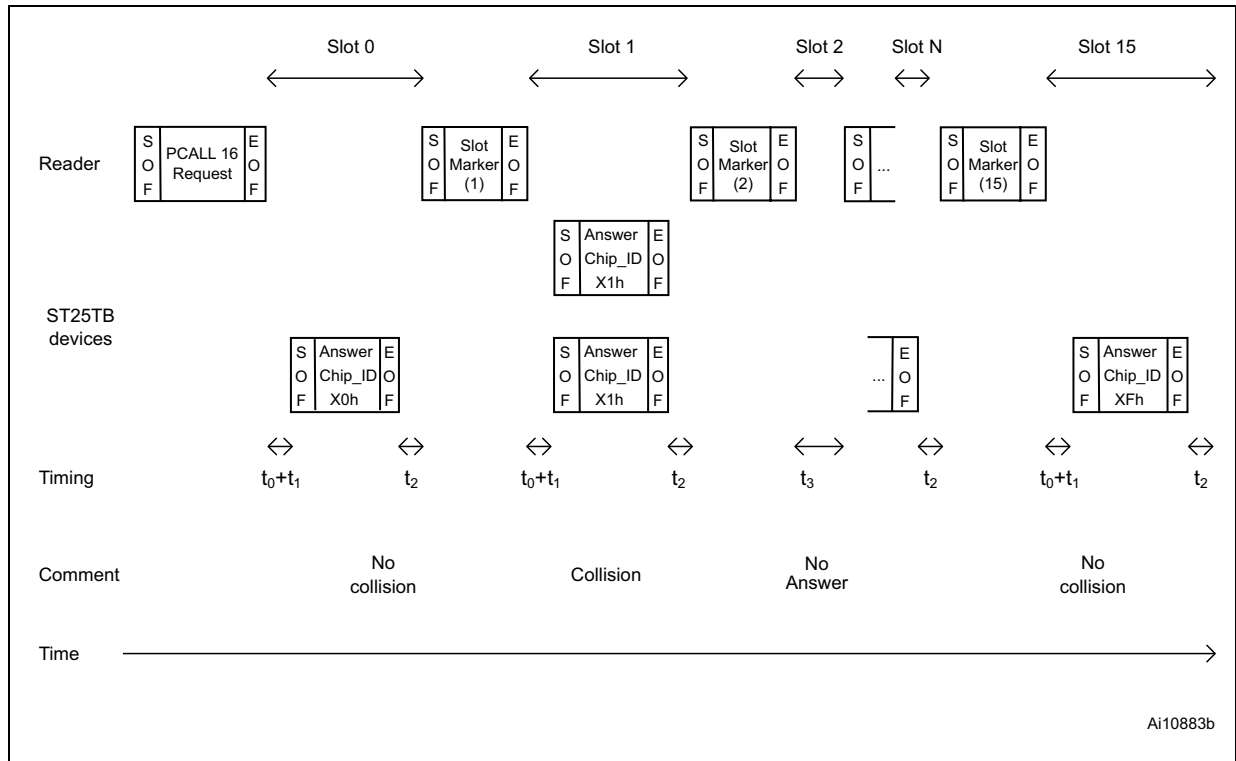 Slot 0 Slot 1 Slot 2 Slot N Slot 15
Reader
S O F PCALL 16 Request E O F
S O F Slot Marker (1) E O F
S O F Slot Marker (2) E O F
S O F ...
S O F Slot Marker (15) E O F
S O F Answer Chip_ID X1h E O F
ST25TB devices
S O F Answer Chip_ID X0h E O F
S O F Answer Chip_ID X1h E O F
... E O F
S O F Answer Chip_ID XFh E O F
Timing t0+t1 t2 t0+t1 t2 t3 t2 t0+t1 t2
Comment No collision Collision No Answer No collision
Time
Ai10883b